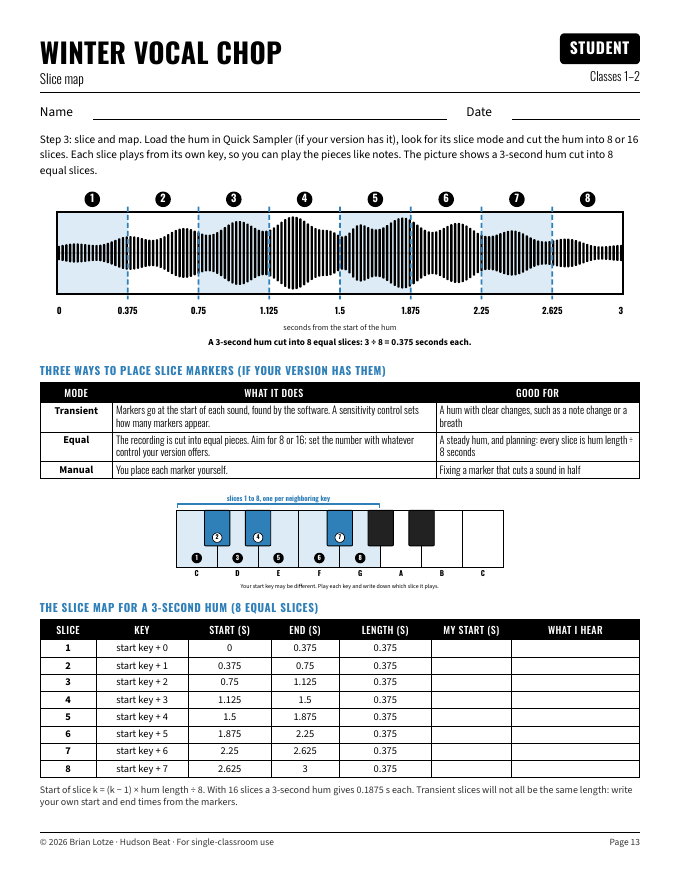 WINTER VOCAL CHOP
STUDENT
Slice map
Classes 1–2
Name
Date
Step 3: slice and map. Load the hum in Quick Sampler (if your version has it), look for its slice mode and cut the hum into 8 or 16
slices. Each slice plays from its own key, so you can play the pieces like notes. The picture shows a 3-second hum cut into 8
equal slices.
1 2 3 4 5 6 7 8
0 0.375 0.75 1.125 1.5 1.875 2.25 2.625 3
seconds from the start of the hum
A 3-second hum cut into 8 equal slices: 3 ÷ 8 = 0.375 seconds each.
THREE WAYS TO PLACE SLICE MARKERS (IF YOUR VERSION HAS THEM)
MODE WHAT IT DOES GOOD FOR
Transient Markers go at the start of each sound, found by the software. A sensitivity control sets how many markers appear. A hum with clear changes, such as a note change or a breath
Equal The recording is cut into equal pieces. Aim for 8 or 16; set the number with whatever control your version offers. A steady hum, and planning: every slice is hum length ÷ 8 seconds
Manual You place each marker yourself. Fixing a marker that cuts a sound in half
slices 1 to 8, one per neighboring key
2 4 7
1 3 5 6 8
C D E F G A B C
Your start key may be different. Play each key and write down which slice it plays.
THE SLICE MAP FOR A 3-SECOND HUM (8 EQUAL SLICES)
SLICE KEY START (S) END (S) LENGTH (S) MY START (S) WHAT I HEAR
1 start key + 0 0 0.375 0.375
2 start key + 1 0.375 0.75 0.375
3 start key + 2 0.75 1.125 0.375
4 start key + 3 1.125 1.5 0.375
5 start key + 4 1.5 1.875 0.375
6 start key + 5 1.875 2.25 0.375
7 start key + 6 2.25 2.625 0.375
8 start key + 7 2.625 3 0.375
Start of slice k = (k − 1) × hum length ÷ 8. With 16 slices a 3-second hum gives 0.1875 s each. Transient slices will not all be the same length: write
your own start and end times from the markers.
© 2026 Brian Lotze · Hudson Beat · For single-classroom use
Page 13